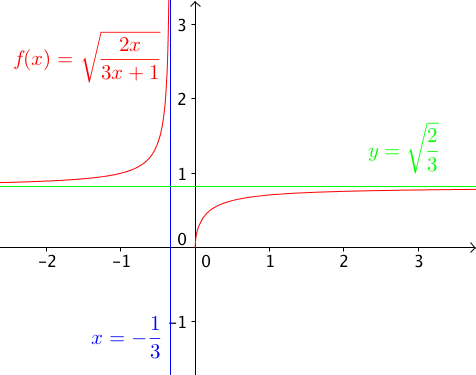 3
f(x) = √(2x/(3x + 1))
2
y = √(2/3)
1
0
-2 -1 0 1 2 3
-1
x = -1/3